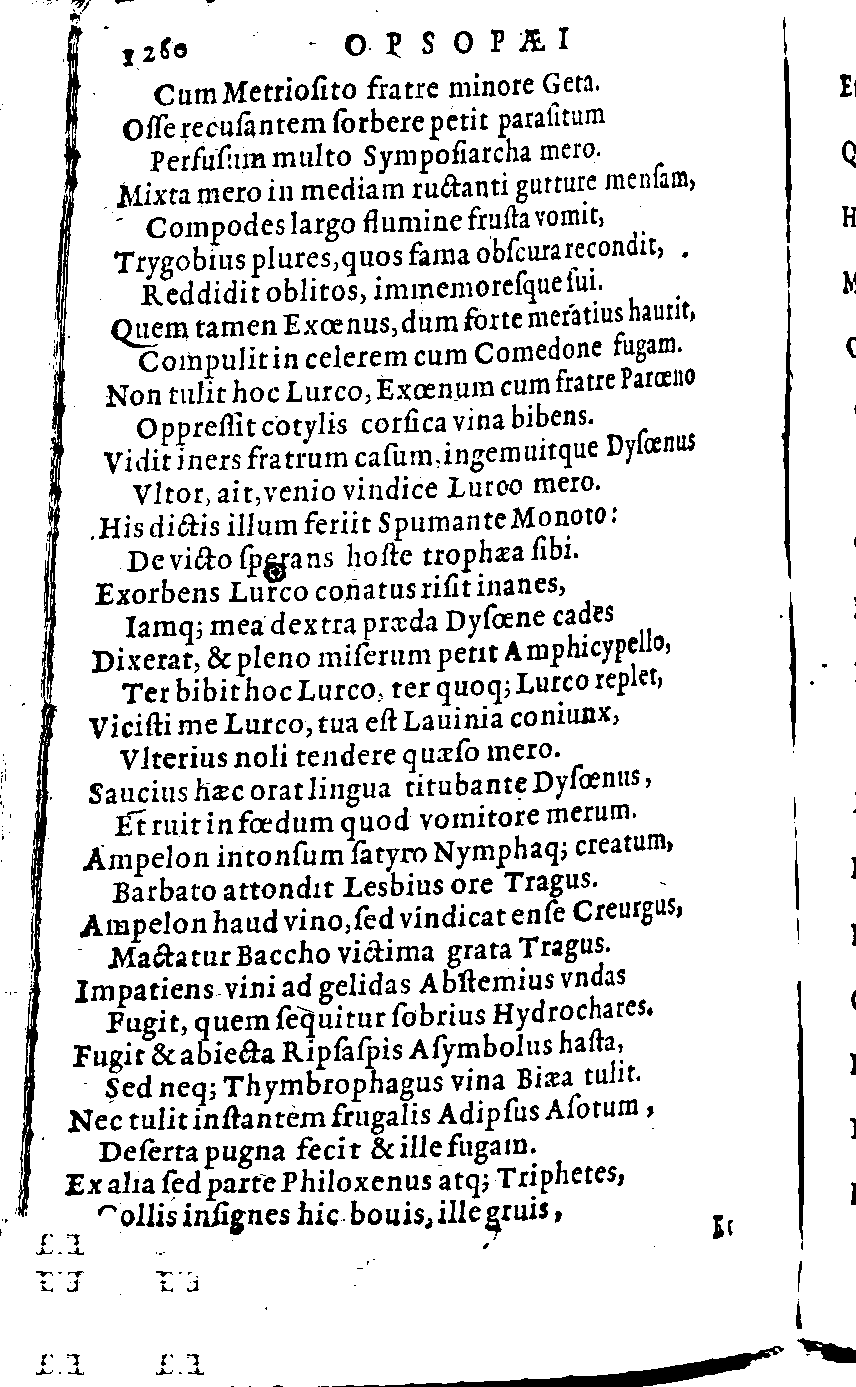 1260 OPSOPÆI
Cum Metriosito fratre minore Geta.
Osse recusantem sorbere petit parasitum
Perfusum multo Symposiarcha mero.
Mixta mero in mediam ructanti gutture mensam,
Compodes largo flumine frusta vomit,
Trygobius plures, quos fama obscura recondit,
Reddidit oblitos, immemoresque sui.
Quem tamen Exœnus, dum forte merátius haurit,
Compulit in celerem cum Comedone fugam.
Non tulit hoc Lurco, Exœnum cum fratre Parœno
Oppressit cotylis corsica vina bibens.
Vidit iners fratrum casum, ingemuitque Dysœnus
Vltor, ait, venio vindice Lurco mero.
His dictis illum feriit Spumante Monoto:
De victo sperans hoste trophæa sibi.
Exorbens Lurco conatus risit inanes,
Iamq; mea dextra præda Dysœne cades
Dixerat, & pleno miserum petit Amphicypello,
Ter bibit hoc Lurco, ter quoq; Lurco replet,
Vicisti me Lurco, tua est Lauinia coniunx,
Vlterius noli tendere quæso mero.
Saucius hæc orat lingua titubante Dysœnus,
Et ruit in fœdum quod vomitore merum.
Ampelon intonsum satyro Nymphaq; creatum,
Barbato attondit Lesbius ore Tragus.
Ampelon haud vino, sed vindicat ense Creurgus,
Mactatur Baccho victima grata Tragus.
Impatiens vini ad gelidas Abstemius vndas
Fugit, quem sequitur sobrius Hydrochares.
Fugit & abiecta Ripsaspis Asymbolus hasta,
Sed neq; Thymbrophagus vina Biæa tulit.
Nec tulit instantem frugalis Adipsus Asotum,
Deserta pugna fecit & ille fugam.
Ex alia sed parte Philoxenus atq; Triphetes,
Collis insignes hic bouis, ille gruis,
Et